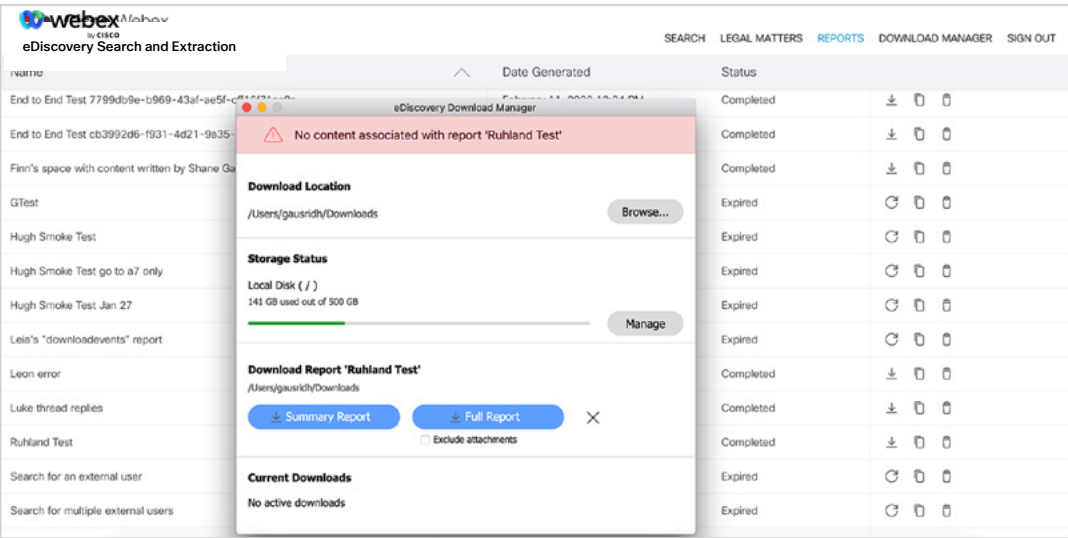 webex
by CISCO
eDiscovery Search and Extraction
SEARCH LEGAL MATTERS REPORTS DOWNLOAD MANAGER SIGN OUT
Name Date Generated Status
End to End Test 7799db9e-b969-43af-ae5f- Completed
eDiscovery Download Manager
No content associated with report 'Ruhland Test'
End to End Test cb3992d6-f931-4d21-9a35- Completed
Finn's space with content written by Shane Completed
Download Location
/Users/gausridh/Downloads
Browse...
GTest Expired
Hugh Smoke Test Expired
Storage Status
Local Disk ( / )
141 GB used out of 500 GB
Manage
Hugh Smoke Test go to a7 only Expired
Hugh Smoke Test Jan 27 Expired
Leia's "downloadevents" report Expired
Download Report 'Ruhland Test'
/Users/gausridh/Downloads
Leon error Completed
Summary Report Full Report
Exclude attachments
Luke thread replies Completed
Ruhland Test Completed
Current Downloads
No active downloads
Search for an external user Expired
Search for multiple external users Expired